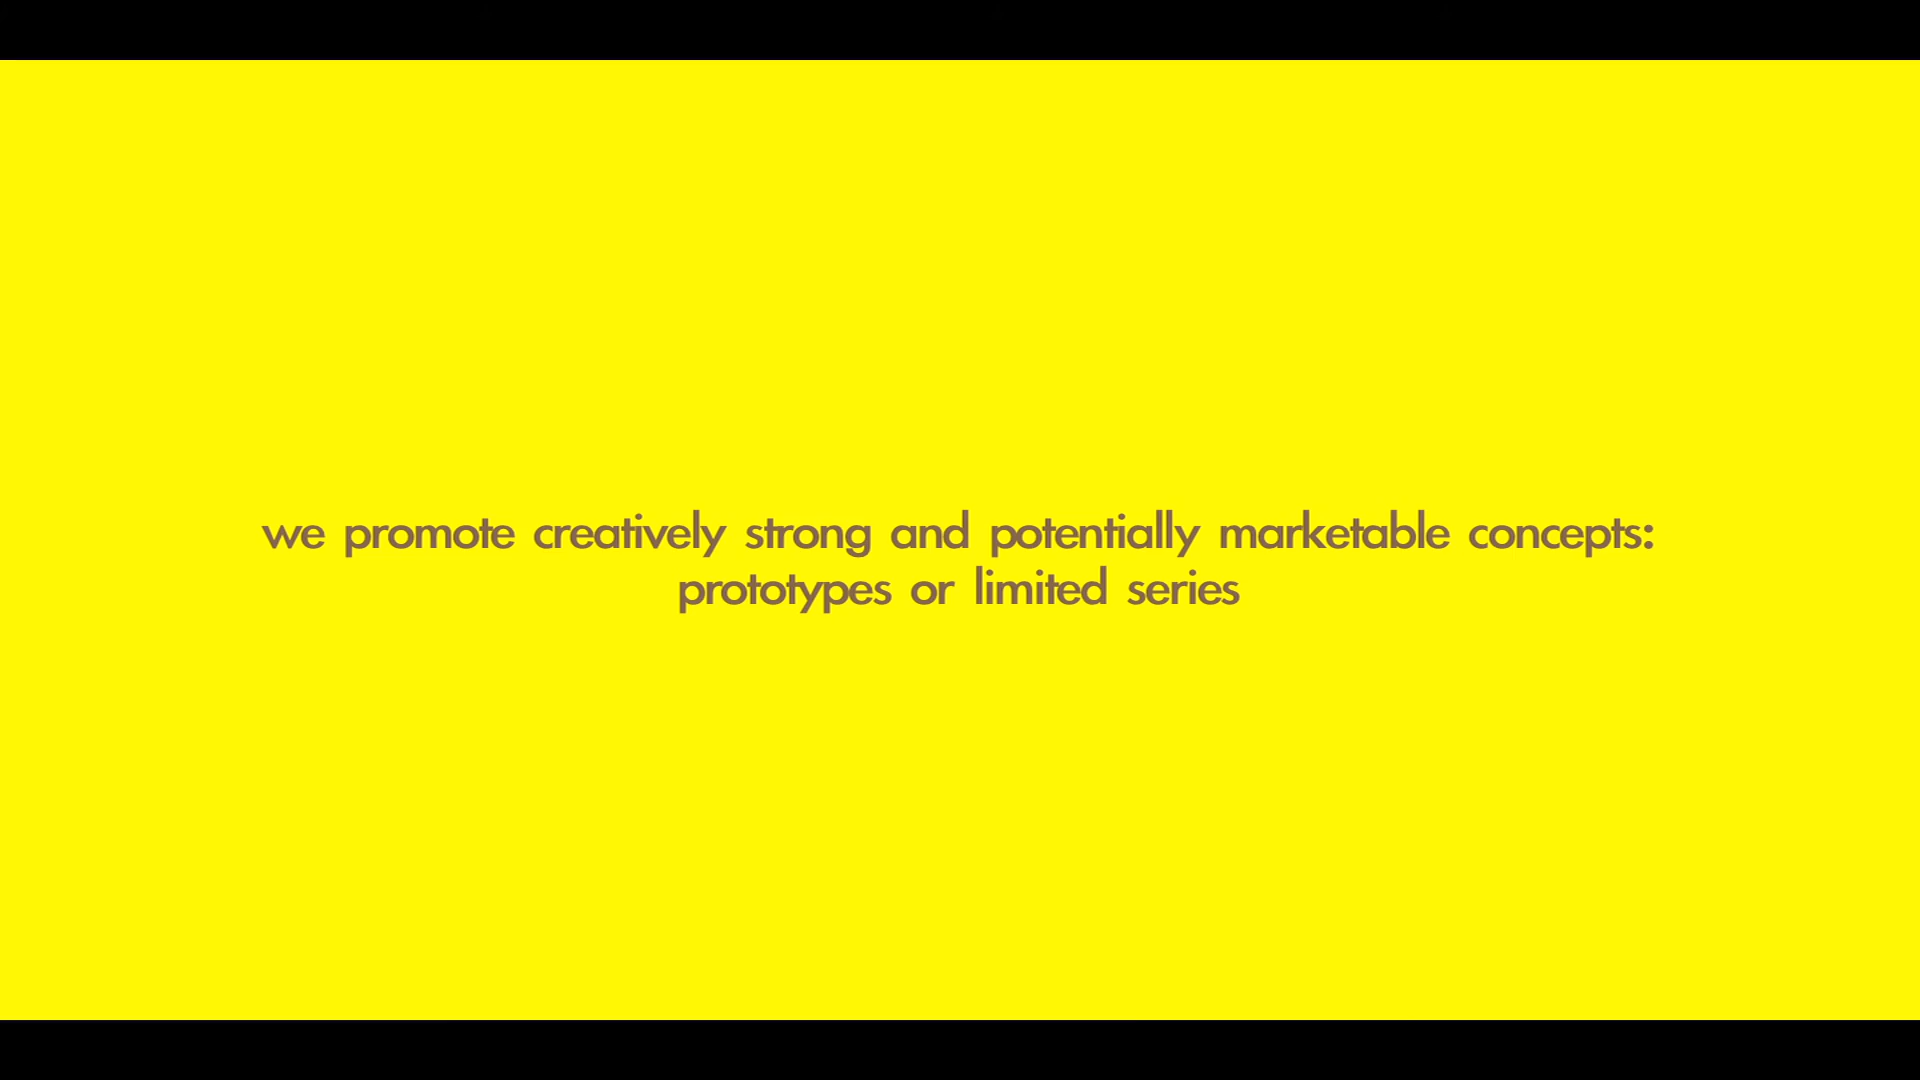 we promote creatively strong and potentially marketable concepts:
prototypes or limited series